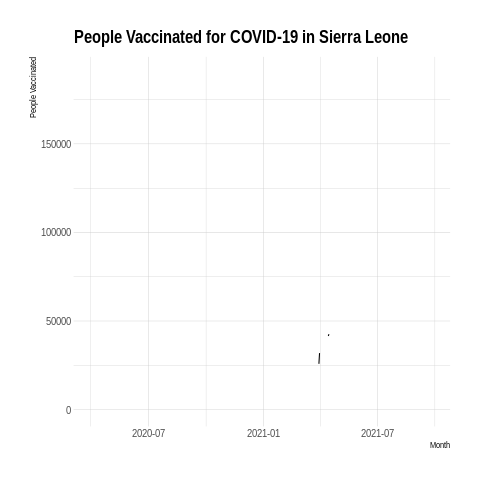 People Vaccinated for COVID-19 in Sierra Leone
People Vaccinated
150000
100000
50000
0
2020-07 2021-01 2021-07
Month